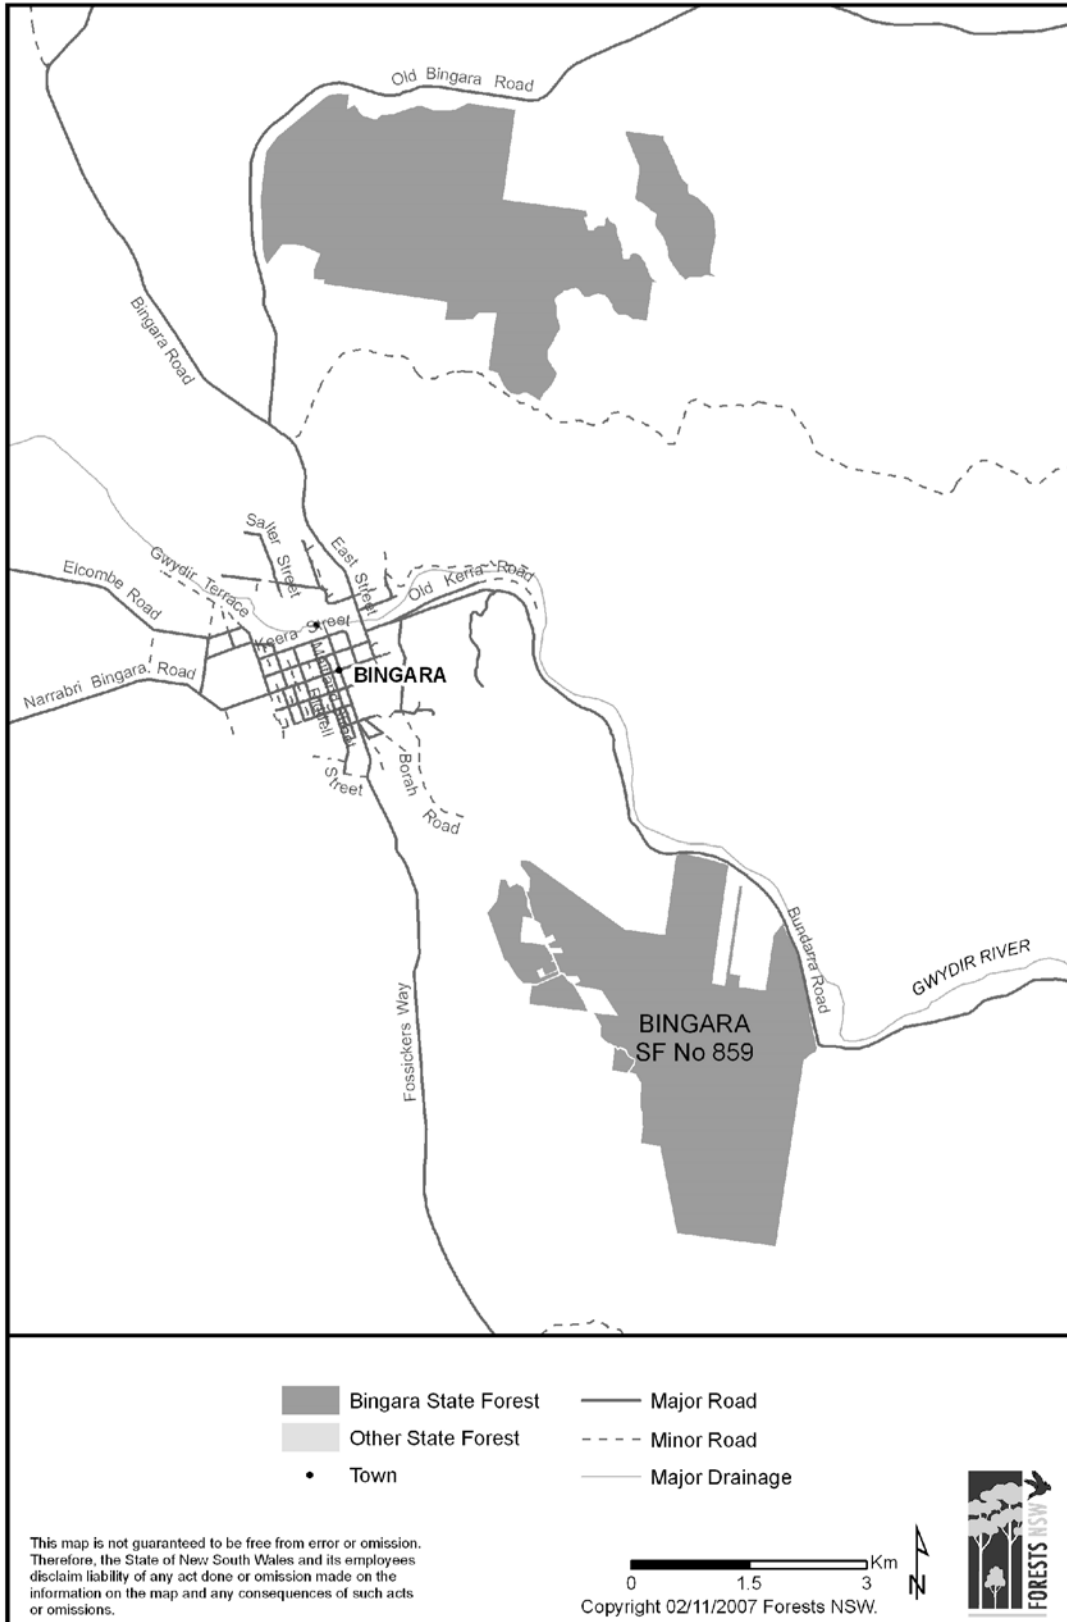 Old Bingara Road
Bingara Road
Salter Street
East Street
Gwydir Terrace
Elcombe Road
Old Kerra Road
Keera Street
Narrabri Bingara Road
BINGARA
Maitland Street
Street
Borah Road
Fossickers Way
Bundarra Road
GWYDIR RIVER
BINGARA
SF No 859
Bingara State Forest
Other State Forest
Town
Major Road
Minor Road
Major Drainage
This map is not guaranteed to be free from error or omission.
Therefore, the State of New South Wales and its employees
disclaim liability of any act done or omission made on the
information on the map and any consequences of such acts
or omissions.
Km
0 1.5 3
N
Copyright 02/11/2007 Forests NSW.
FORESTS NSW